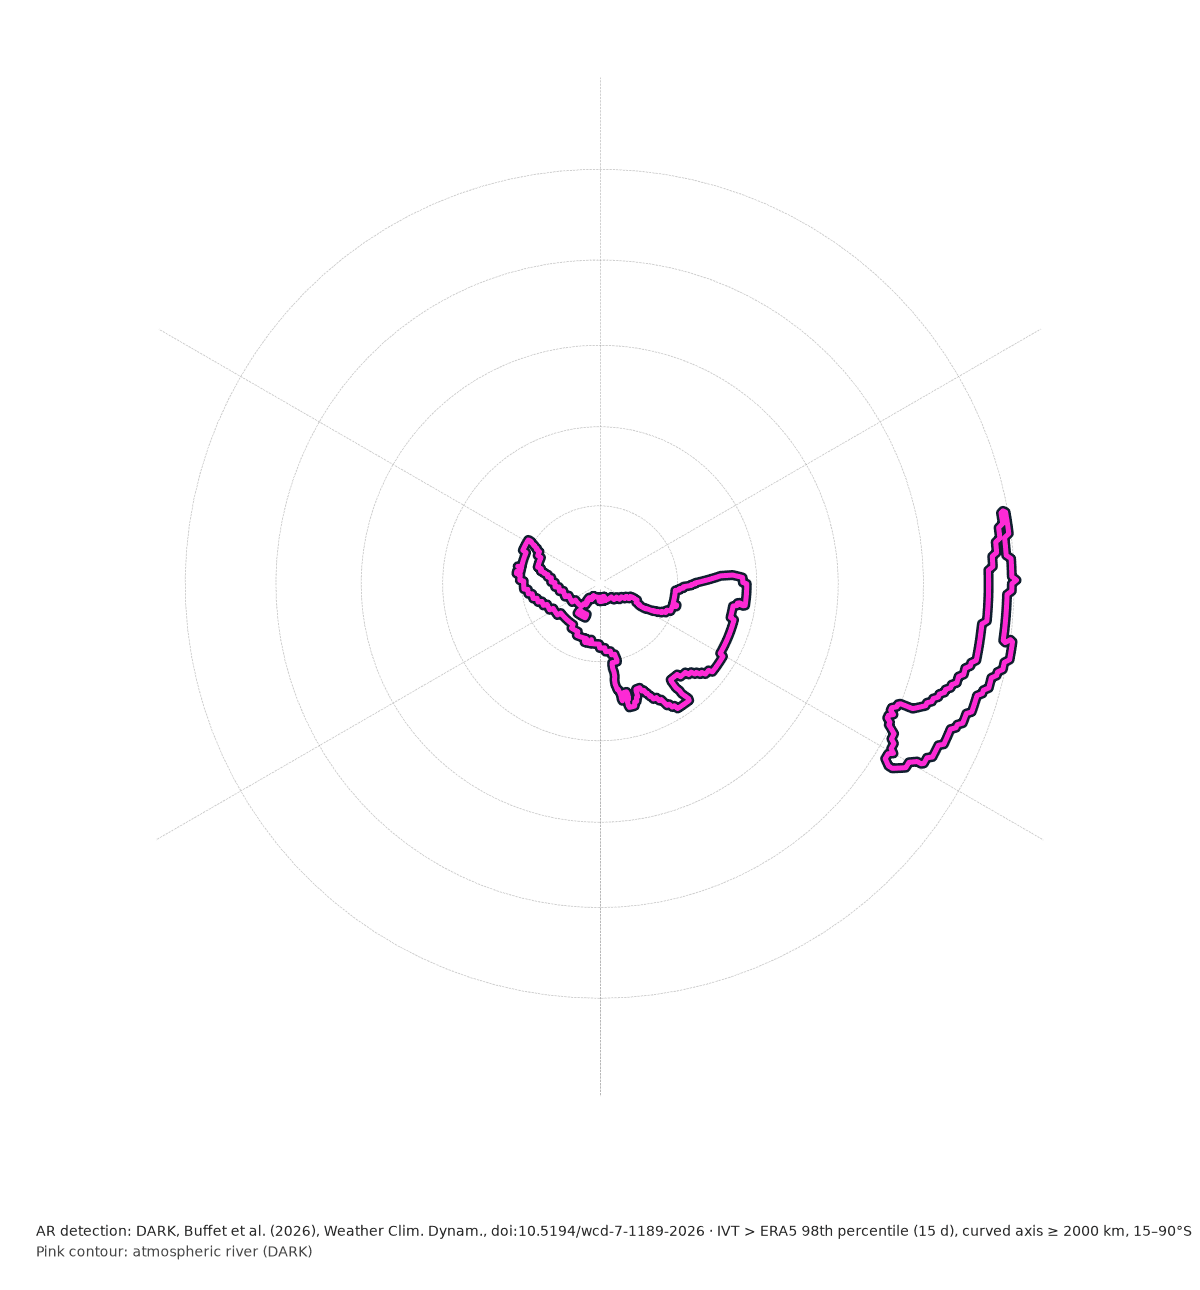 AR detection: DARK, Buffet et al. (2026), Weather Clim. Dynam., doi:10.5194/wcd-7-1189-2026 · IVT > ERA5 98th percentile (15 d), curved axis ≥ 2000 km, 15–90°S
Pink contour: atmospheric river (DARK)